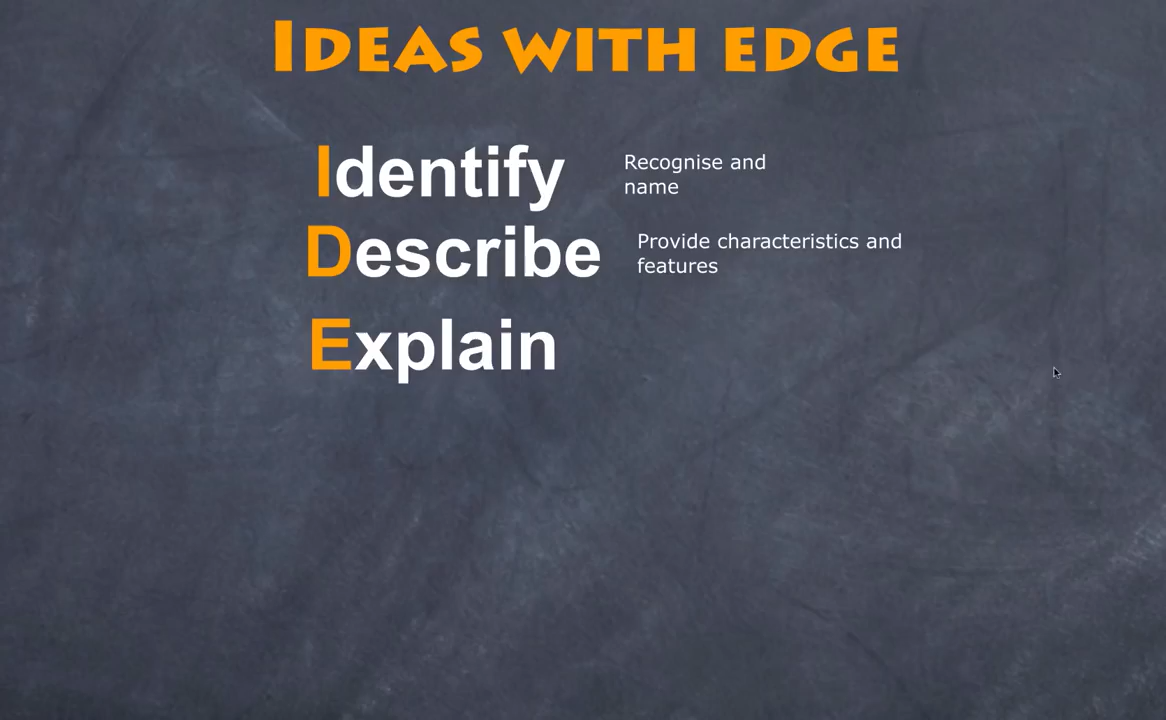 Ideas with edge
Identify
Recognise and
name
Describe
Provide characteristics and
features
Explain